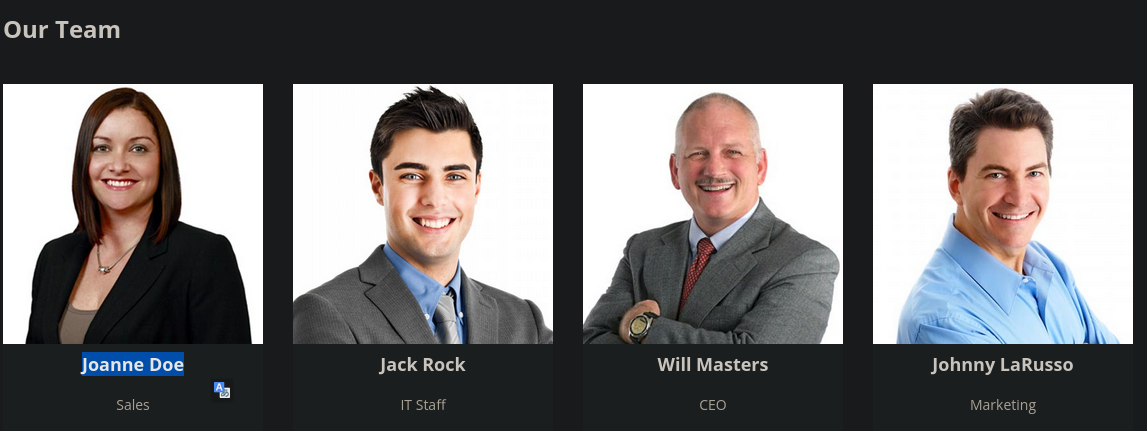 Our Team
Joanne Doe
Jack Rock
Will Masters
Johnny LaRusso
Sales
IT Staff
CEO
Marketing